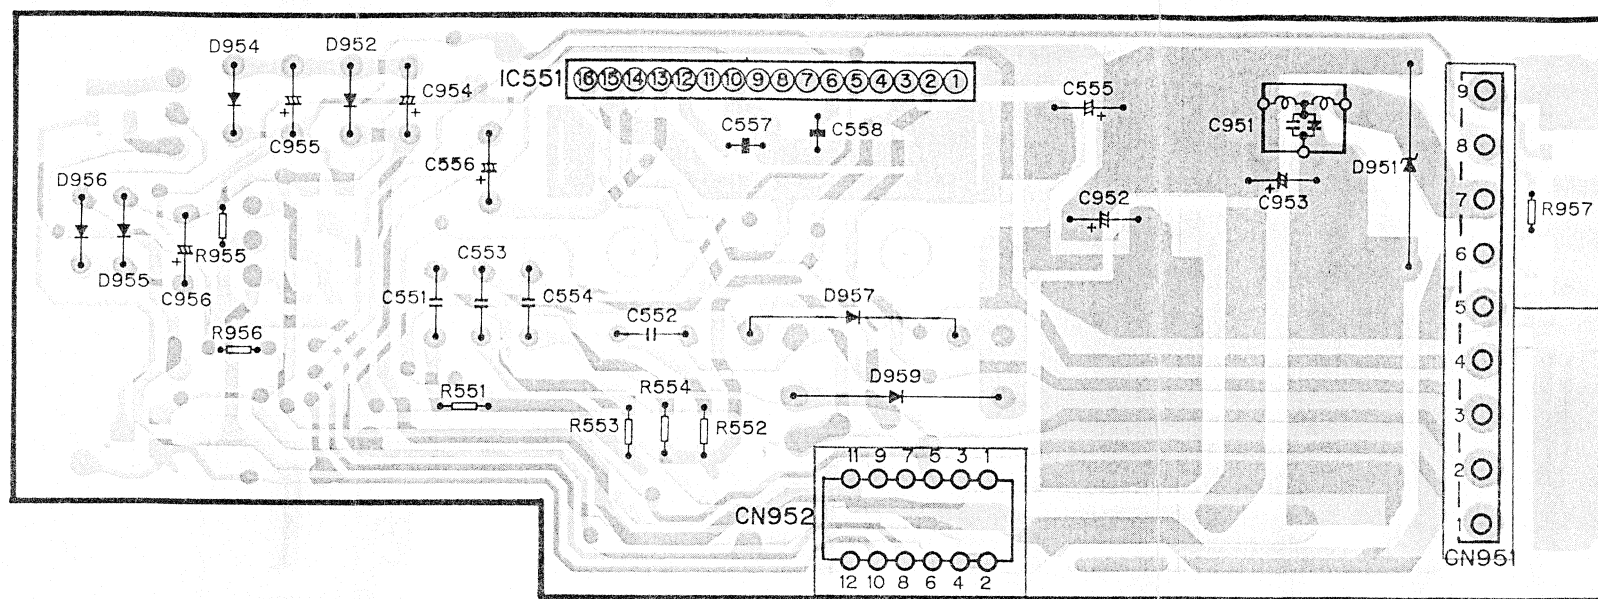 D954 D952
IC551 16 15 14 13 12 11 10 9 8 7 6 5 4 3 2 1
C954
C955
C555
C951
9
C557 C558
+
+
+
8
C556
+
D951
D956
C952
+
C953
7
R957
+
R955
D955
C956
+
6
C553
C551 C554
D957
5
C552
R956
4
D959
R551 R554
R553 R552
3
11 9 7 5 3 1
2
CN952
1
12 10 8 6 4 2
CN951